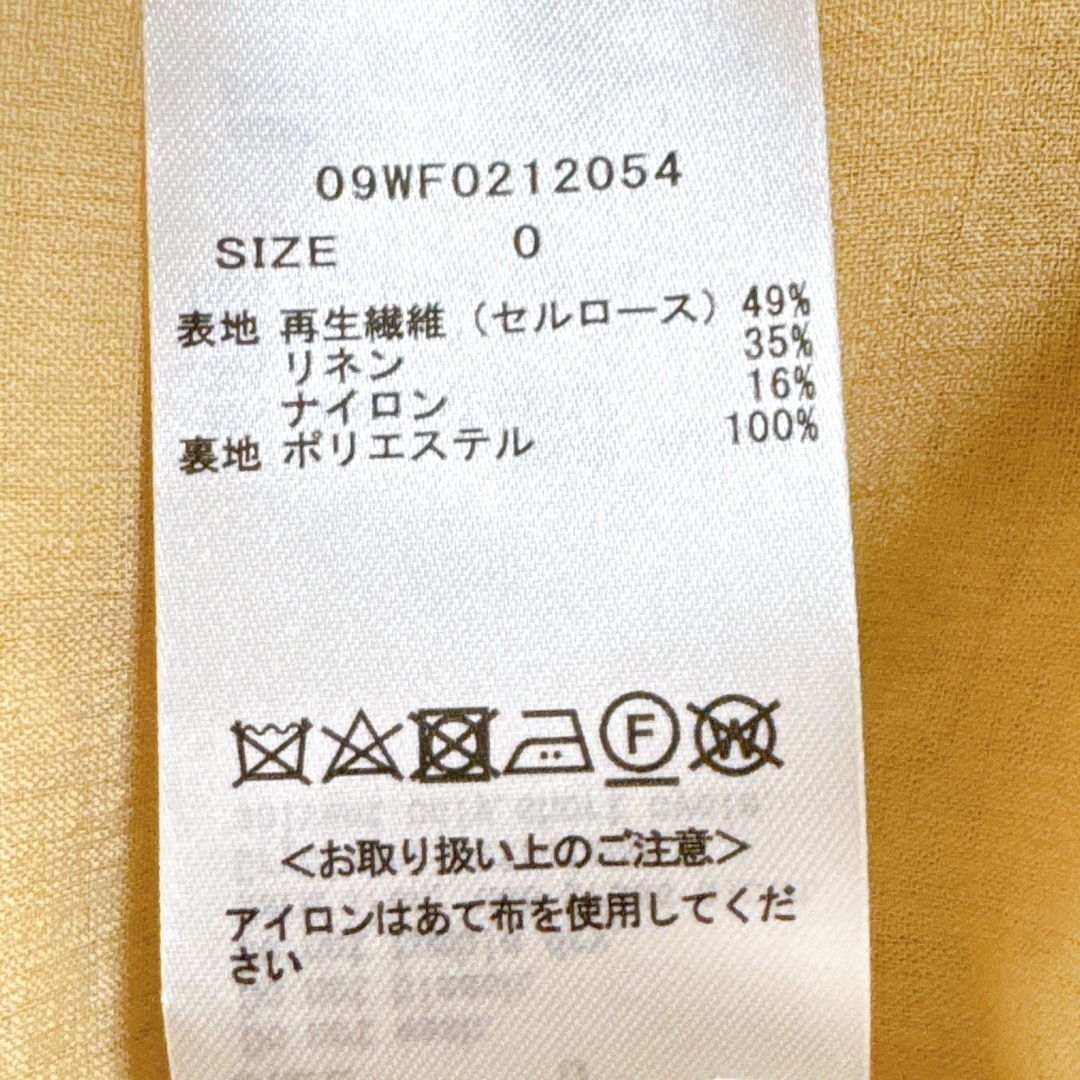 09WF0212054
SIZE 0
表地 再生繊維（セルロース） 49%
リネン 35%
ナイロン 16%
裏地 ポリエステル 100%
F W
<お取り扱い上のご注意>
アイロンはあて布を使用してくだ
さい